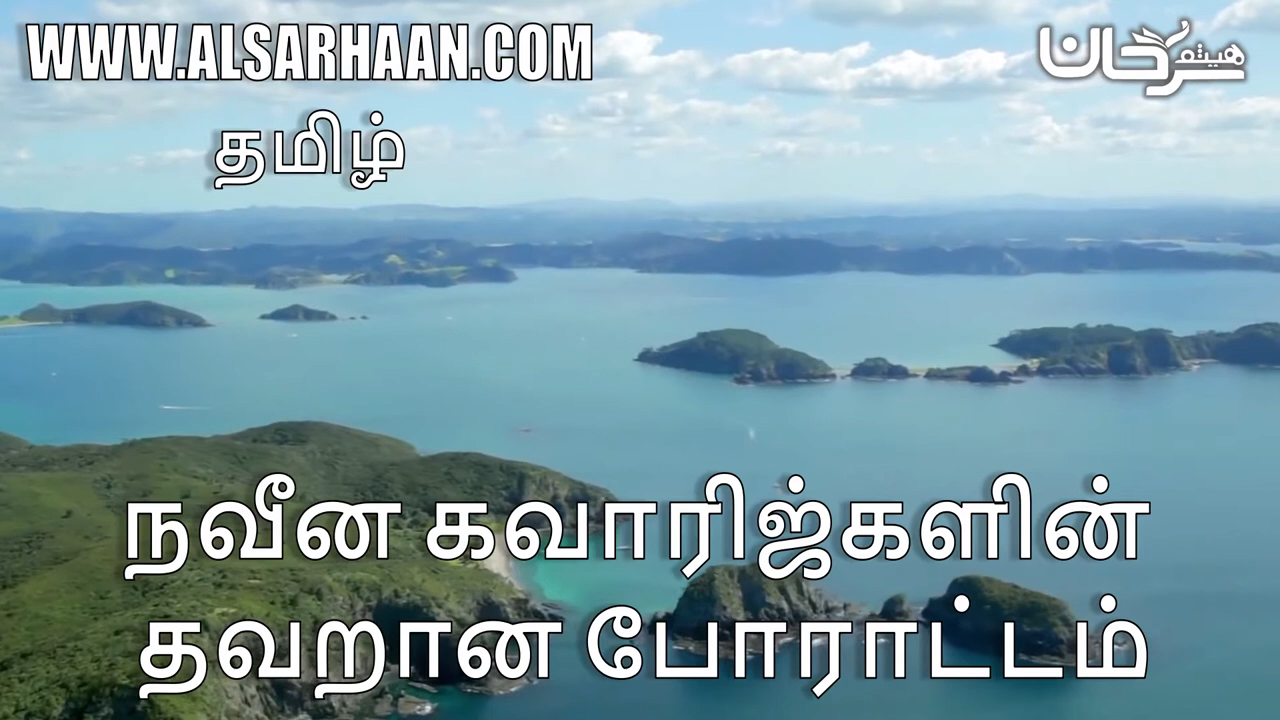 WWW.ALSARHAAN.COM
هيثم سرحان
தமிழ்
நவீன கவாரிஜ்களின்
தவறான போராட்டம்